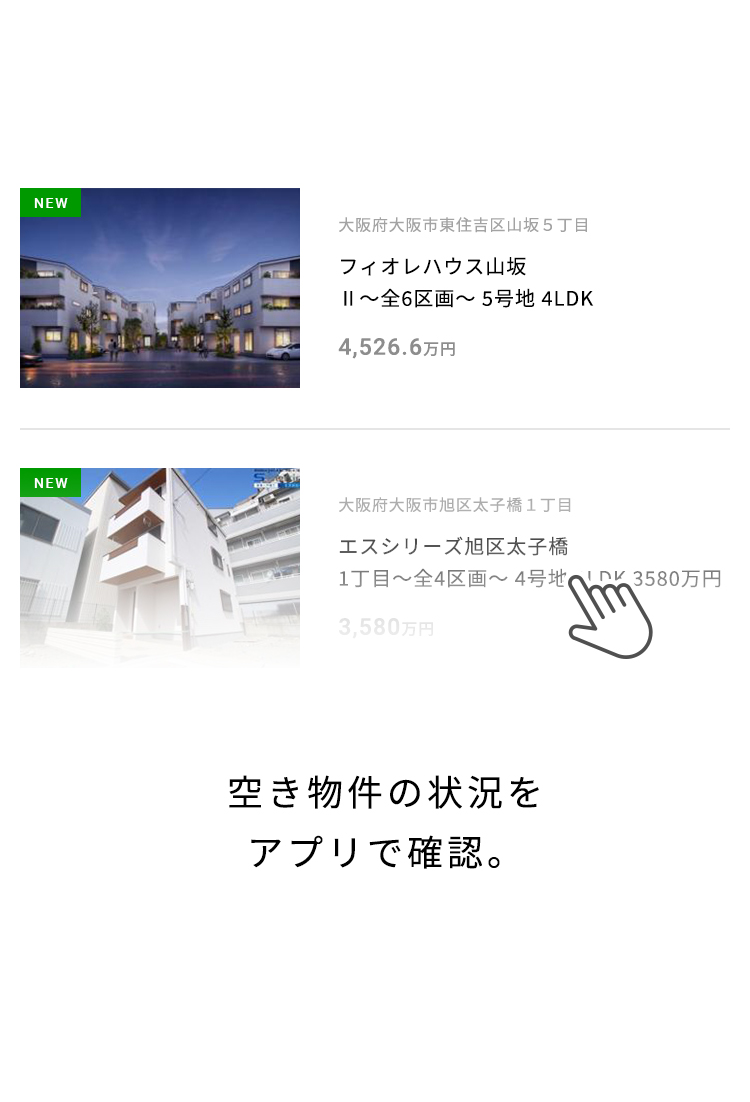 NEW
大阪府大阪市東住吉区山坂５丁目
フィオレハウス山坂
Ⅱ～全6区画～ 5号地 4LDK
4,526.6万円
NEW
大阪府大阪市旭区太子橋１丁目
エスシリーズ旭区太子橋
1丁目～全4区画～ 4号地 LDK 3580万円
3,580万円
空き物件の状況を
アプリで確認。